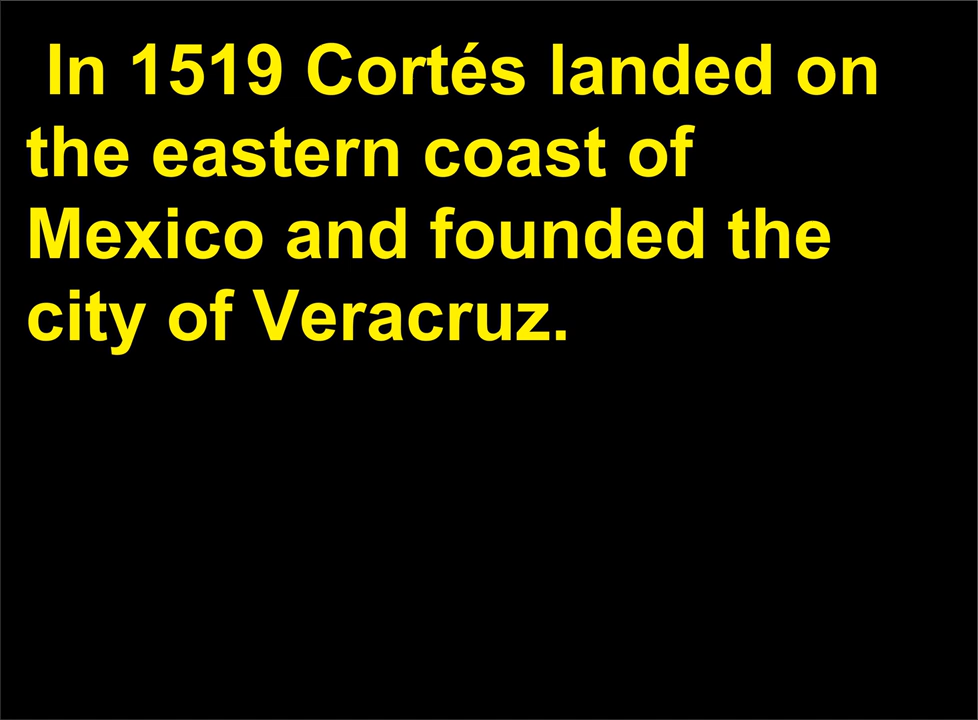 In 1519 Cortés landed on
the eastern coast of
Mexico and founded the
city of Veracruz.